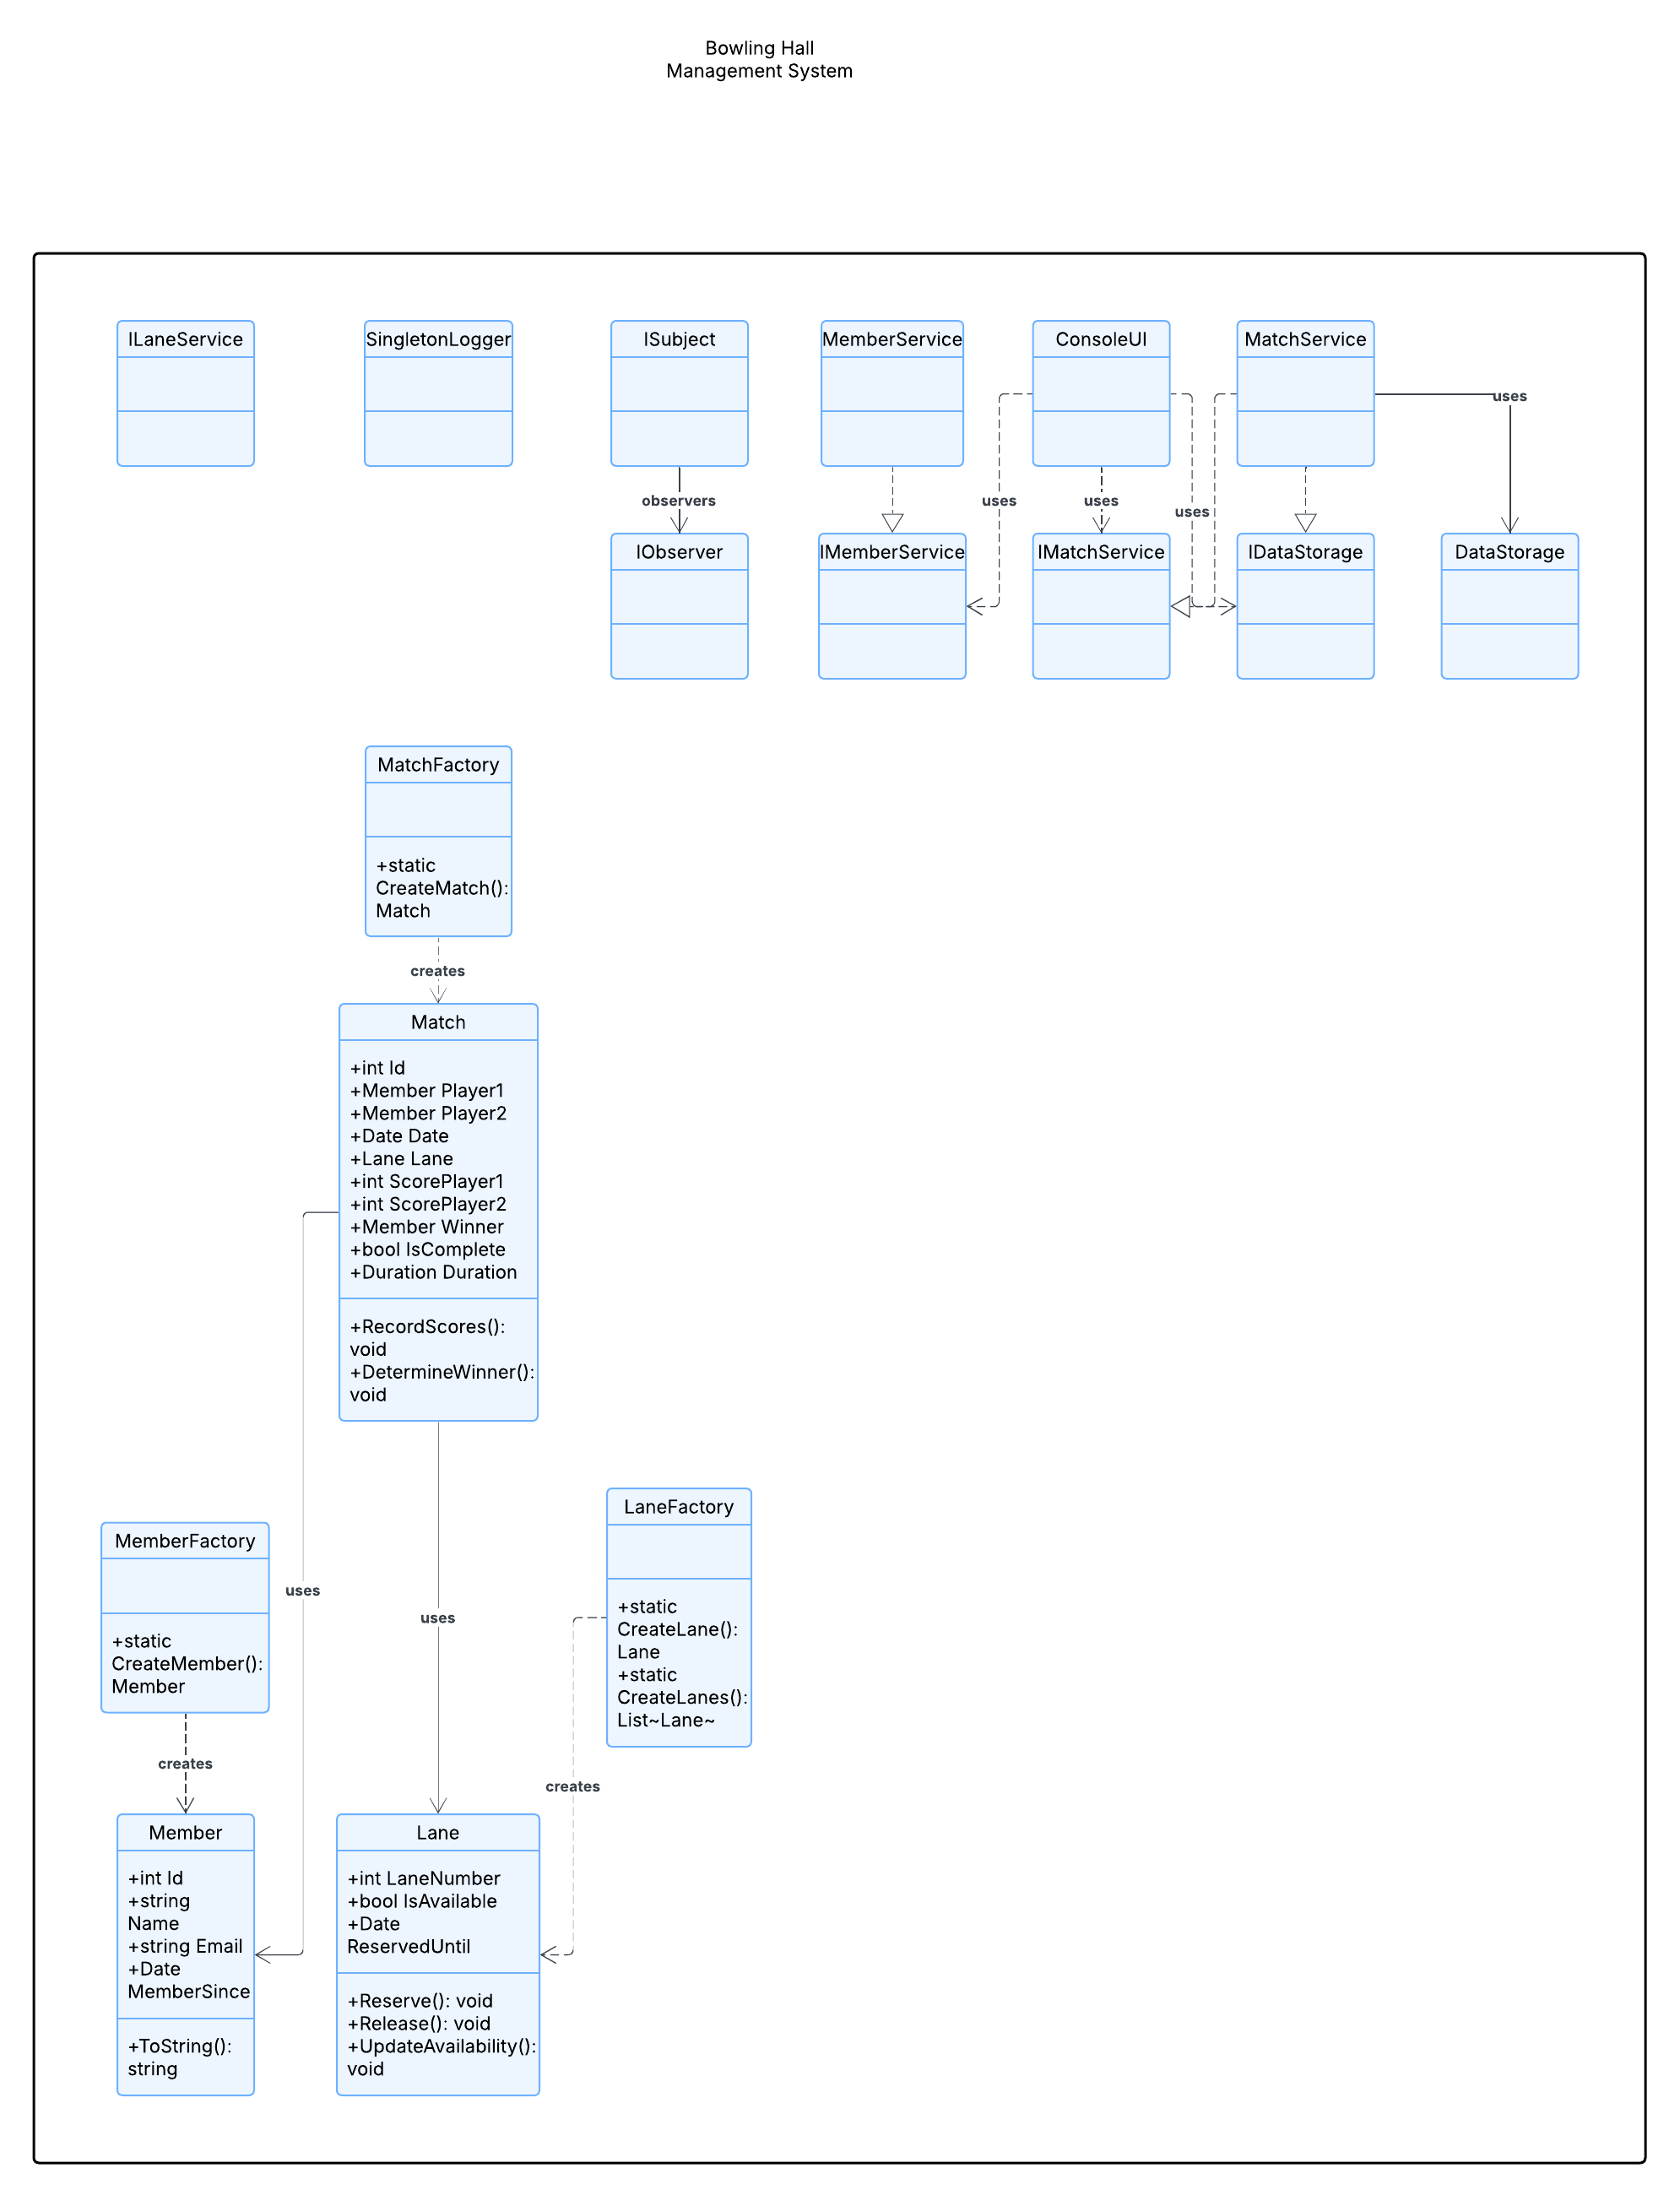 Bowling Hall
Management System
ILaneService
SingletonLogger
ISubject
MemberService
ConsoleUI
MatchService
uses
observers
uses
uses
uses
IObserver
IMemberService
IMatchService
IDataStorage
DataStorage
MatchFactory
+static
CreateMatch():
Match
creates
Match
+int Id
+Member Player1
+Member Player2
+Date Date
+Lane Lane
+int ScorePlayer1
+int ScorePlayer2
+Member Winner
+bool IsComplete
+Duration Duration
+RecordScores():
void
+DetermineWinner():
void
uses
uses
MemberFactory
+static
CreateMember():
Member
creates
LaneFactory
+static
CreateLane():
Lane
+static
CreateLanes():
List~Lane~
creates
Member
+int Id
+string
Name
+string Email
+Date
MemberSince
+ToString():
string
Lane
+int LaneNumber
+bool IsAvailable
+Date
ReservedUntil
+Reserve(): void
+Release(): void
+UpdateAvailability():
void